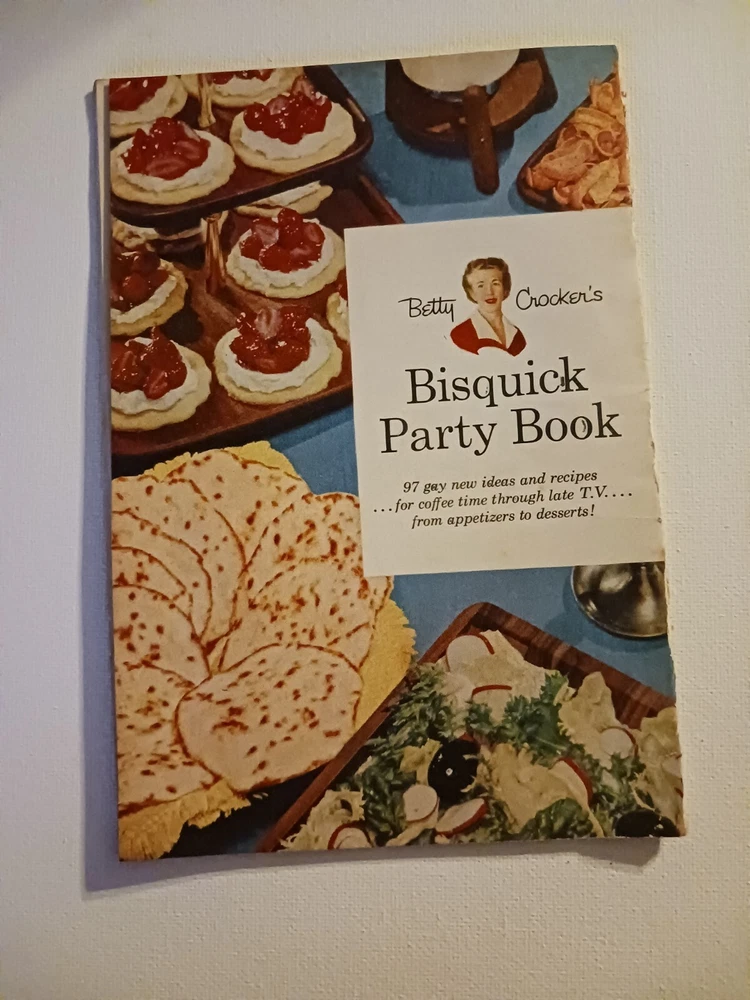 Betty Crocker's
Bisquick
Party Book
97 gay new ideas and recipes
...for coffee time through late T.V....
from appetizers to desserts!